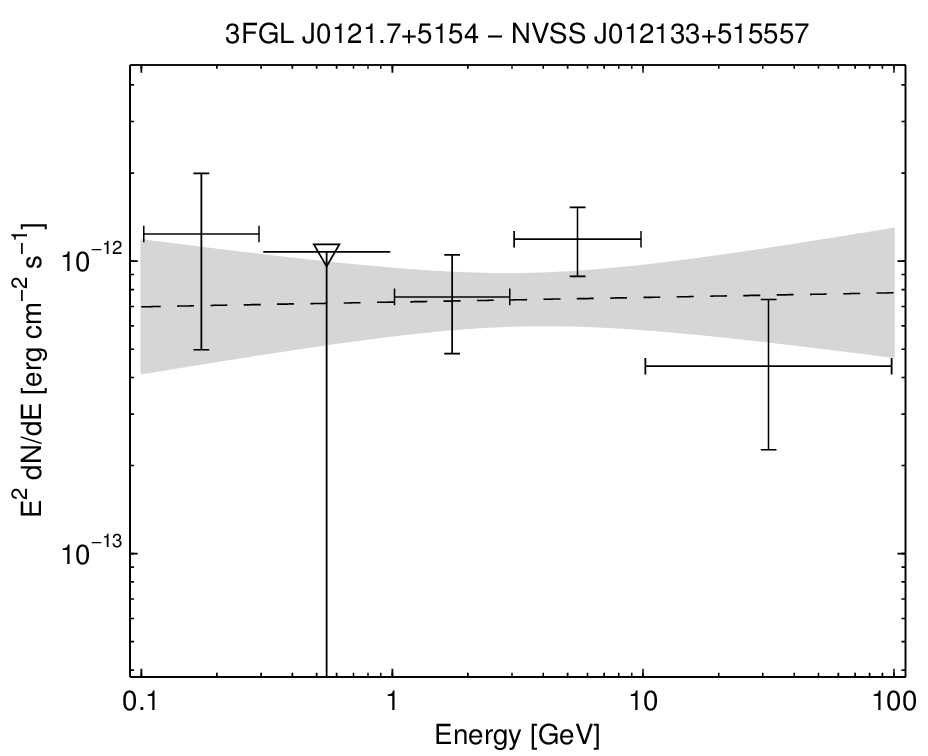 3FGL J0121.7+5154 − NVSS J012133+515557
E² dN/dE [erg cm⁻² s⁻¹]
10⁻¹²
10⁻¹³
0.1 1 10 100
Energy [GeV]